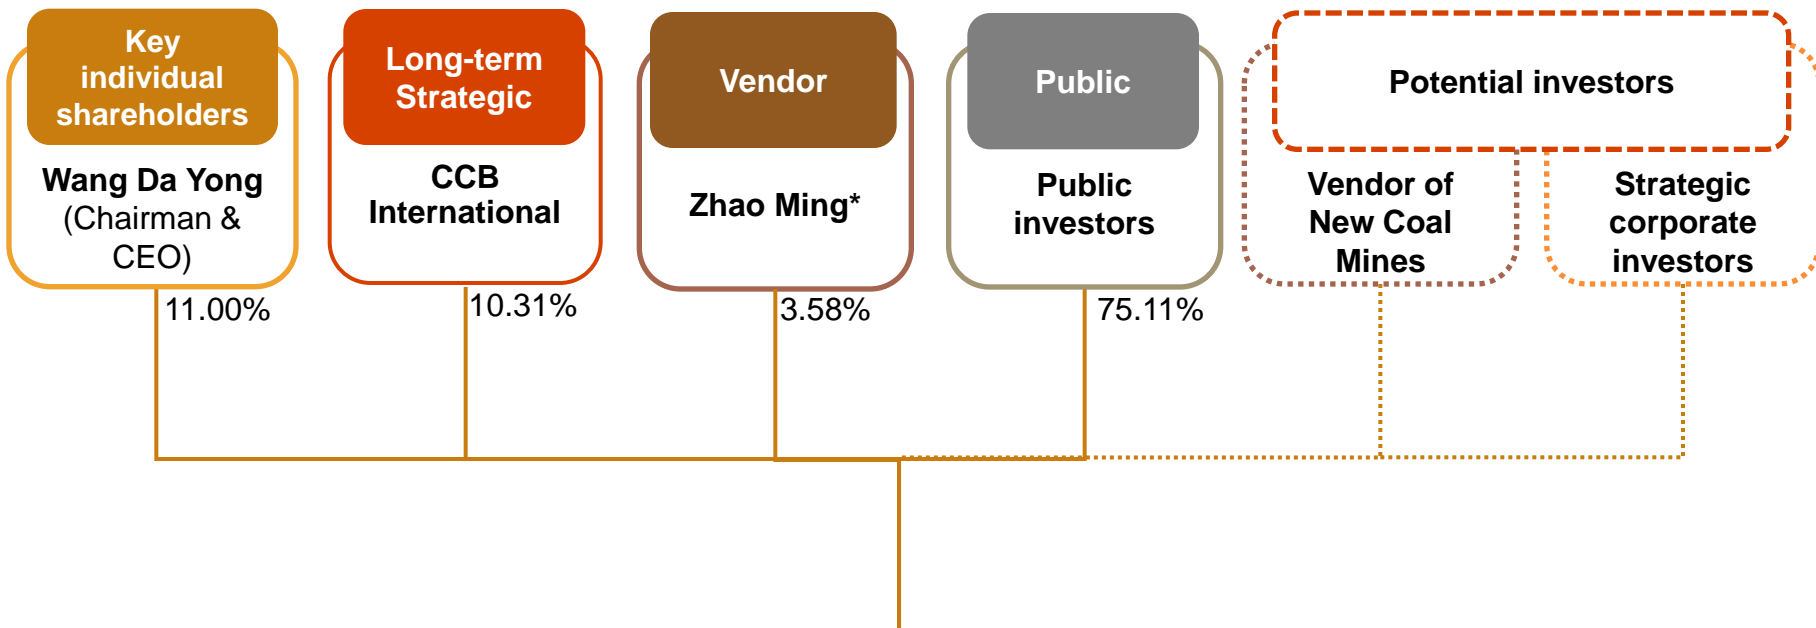 Key
individual
shareholders
Wang Da Yong
(Chairman &
CEO)
11.00%
Long-term
Strategic
CCB
International
10.31%
Vendor
Zhao Ming*
3.58%
Public
Public
investors
75.11%
Potential investors
Vendor of
New Coal
Mines
Strategic
corporate
investors